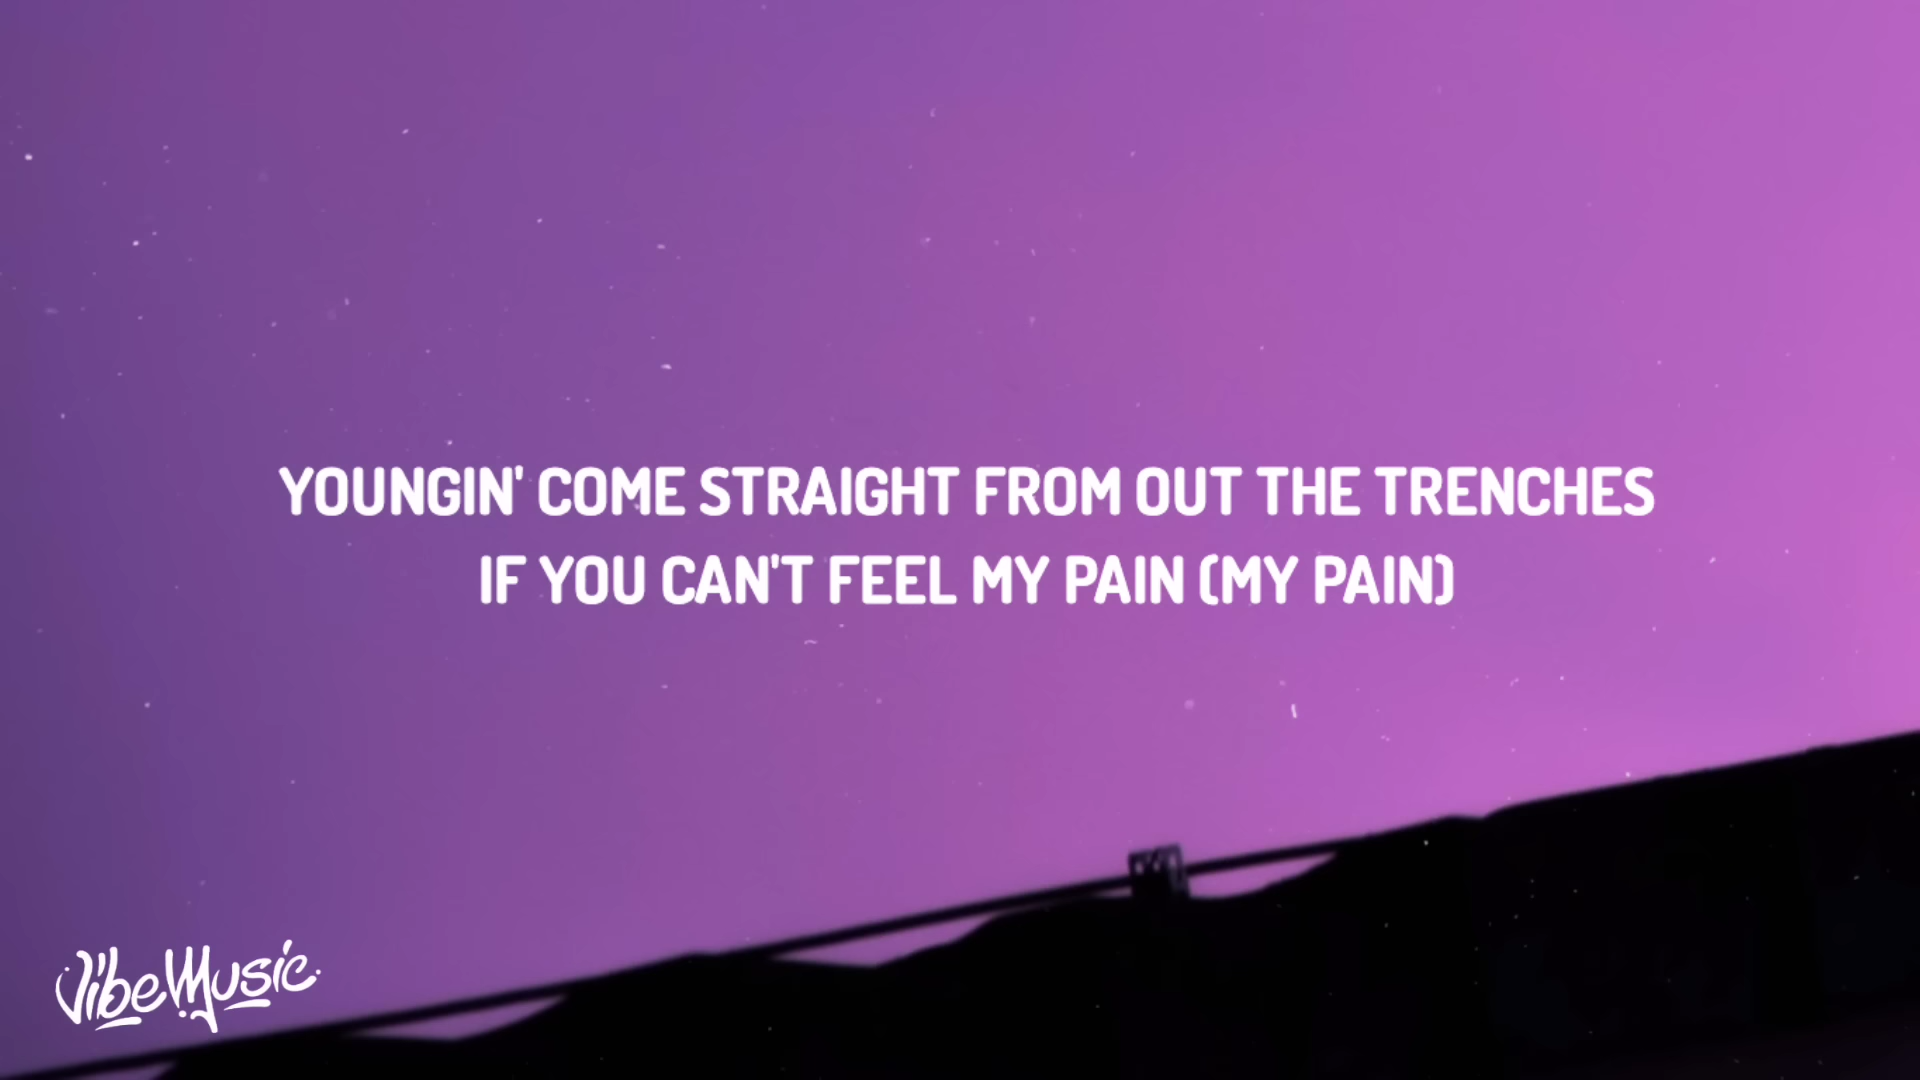 YOUNGIN' COME STRAIGHT FROM OUT THE TRENCHES
IF YOU CAN'T FEEL MY PAIN (MY PAIN)
VibeMusic